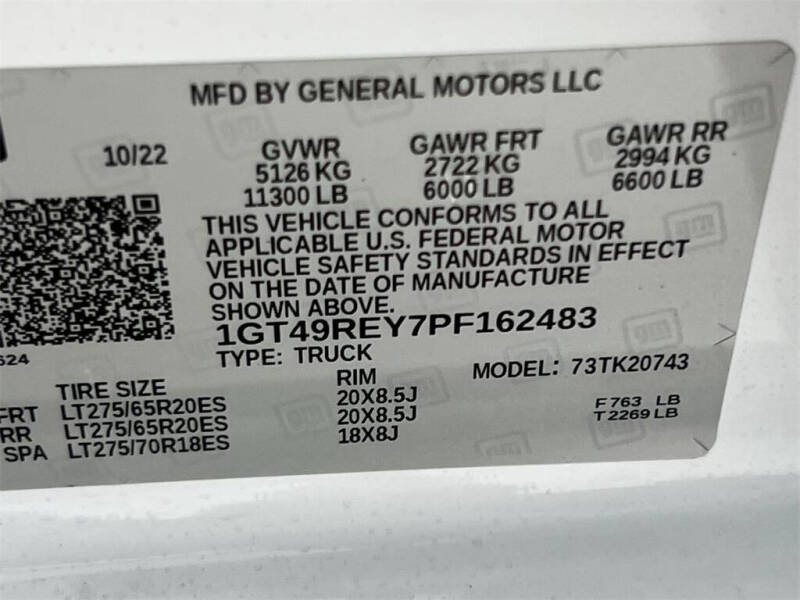 MFD BY GENERAL MOTORS LLC
10/22 GVWR GAWR FRT GAWR RR
5126 KG 2722 KG 2994 KG
11300 LB 6000 LB 6600 LB
THIS VEHICLE CONFORMS TO ALL
APPLICABLE U.S. FEDERAL MOTOR
VEHICLE SAFETY STANDARDS IN EFFECT
ON THE DATE OF MANUFACTURE
SHOWN ABOVE.
1GT49REY7PF162483
624
TYPE: TRUCK MODEL: 73TK20743
TIRE SIZE RIM
FRT LT275/65R20ES 20X8.5J F 763 LB
RR LT275/65R20ES 20X8.5J T 2269 LB
SPA LT275/70R18ES 18X8J